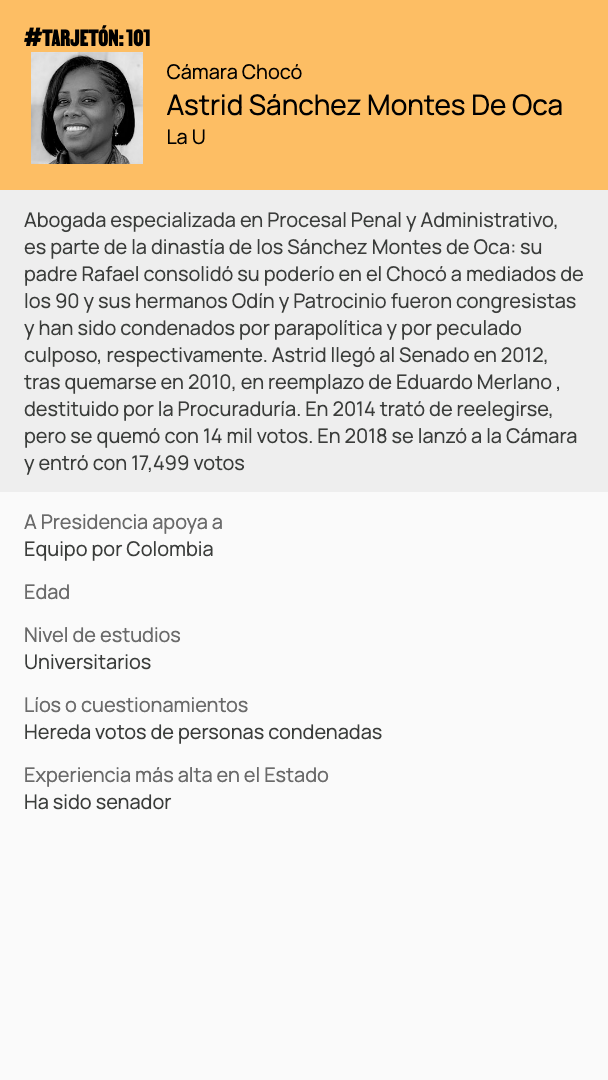 #TARJETÓN: 101
Cámara Chocó
Astrid Sánchez Montes De Oca
La U
Abogada especializada en Procesal Penal y Administrativo,
es parte de la dinastía de los Sánchez Montes de Oca: su
padre Rafael consolidó su poderío en el Chocó a mediados de
los 90 y sus hermanos Odín y Patrocinio fueron congresistas
y han sido condenados por parapolítica y por peculado
culposo, respectivamente. Astrid llegó al Senado en 2012,
tras quemarse en 2010, en reemplazo de Eduardo Merlano ,
destituido por la Procuraduría. En 2014 trató de reelegirse,
pero se quemó con 14 mil votos. En 2018 se lanzó a la Cámara
y entró con 17,499 votos
A Presidencia apoya a
Equipo por Colombia
Edad
Nivel de estudios
Universitarios
Líos o cuestionamientos
Hereda votos de personas condenadas
Experiencia más alta en el Estado
Ha sido senador